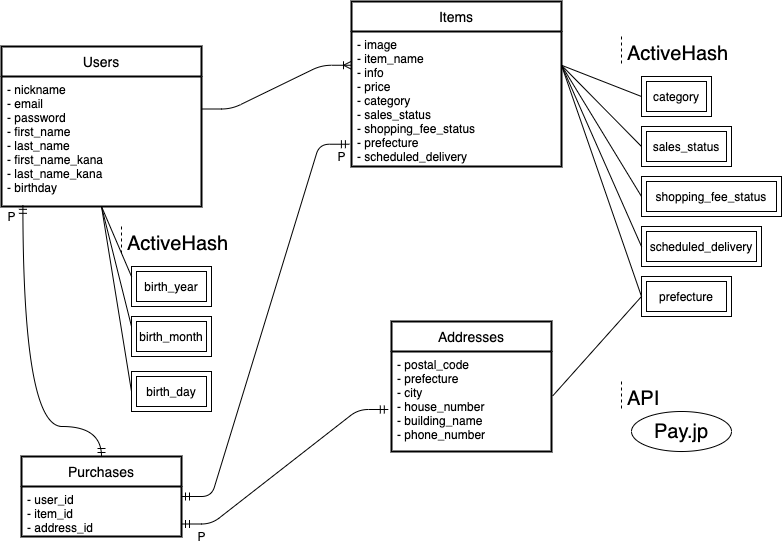 Users
- nickname
- email
- password
- first_name
- last_name
- first_name_kana
- last_name_kana
- birthday
P
ActiveHash
birth_year
birth_month
birth_day
Items
- image
- item_name
- info
- price
- category
- sales_status
- shopping_fee_status
- prefecture
- scheduled_delivery
P
ActiveHash
category
sales_status
shopping_fee_status
scheduled_delivery
prefecture
Addresses
- postal_code
- prefecture
- city
- house_number
- building_name
- phone_number
API
Pay.jp
Purchases
- user_id
- item_id
- address_id
P